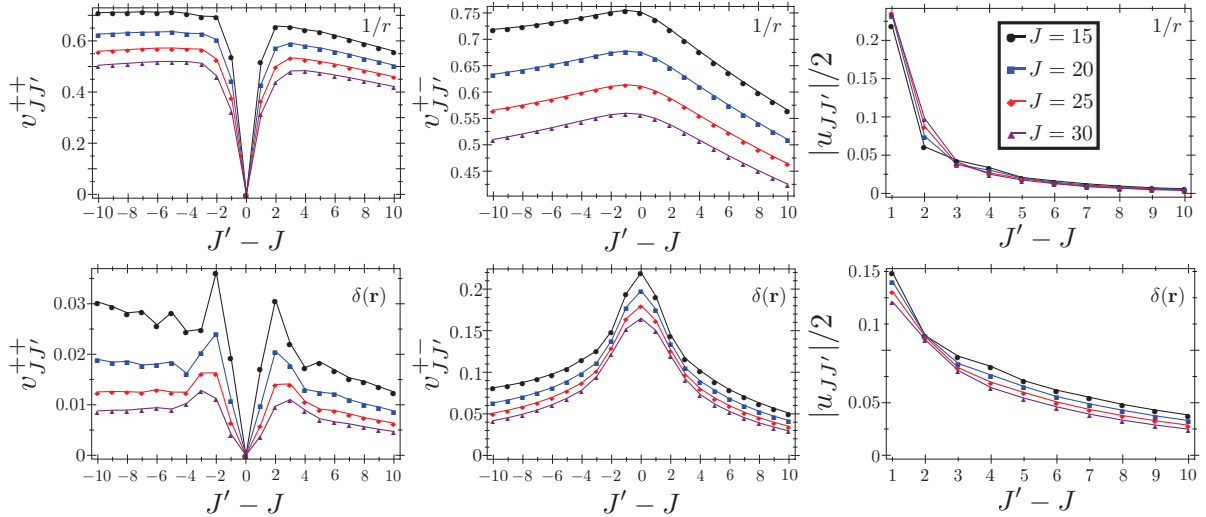 1/r
v^{++}_{JJ'}
0.6
0.4
0.2
0
−10 −8 −6 −4 −2 0 2 4 6 8 10
J′ − J
1/r
v^{+−}_{JJ'}
0.75
0.65
0.55
0.45
−10 −8 −6 −4 −2 0 2 4 6 8 10
J′ − J
1/r
|u_{JJ'}|/2
0.2
0.15
0.1
0.05
0
1 2 3 4 5 6 7 8 9 10
J′ − J
J = 15
J = 20
J = 25
J = 30
δ(r)
v^{++}_{JJ'}
0.03
0.02
0.01
0
−10 −8 −6 −4 −2 0 2 4 6 8 10
J′ − J
δ(r)
v^{+−}_{JJ'}
0.2
0.15
0.1
0.05
0
−10 −8 −6 −4 −2 0 2 4 6 8 10
J′ − J
δ(r)
|u_{JJ'}|/2
0.15
0.1
0.05
0
1 2 3 4 5 6 7 8 9 10
J′ − J